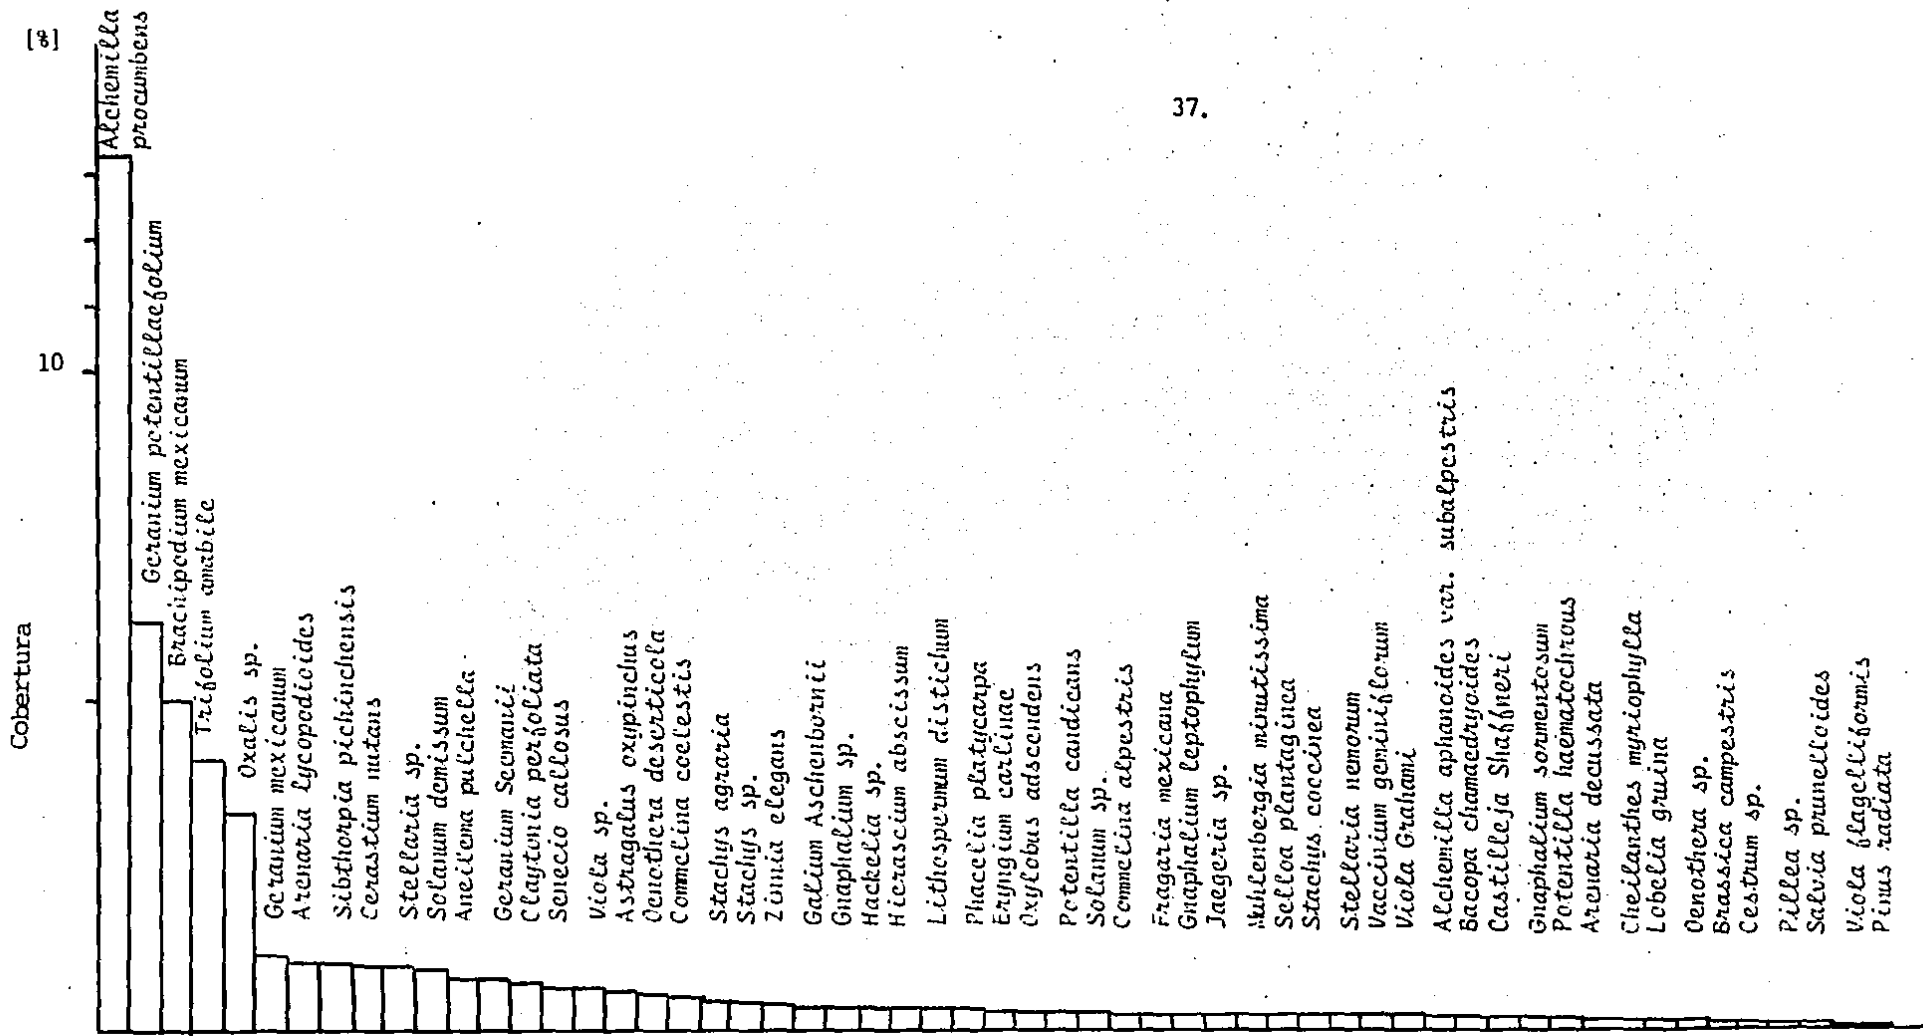 [%]
37.
10
Cobertura
Alchemilla
procumbens
Geranium potentillaefolium
Brachipodium mexicanum
Trifolium amabile
Oxalis sp.
Geranium mexicanum
Arenaria lycopodioides
Sibthorpia pichinchensis
Cerastium nutans
Stellaria sp.
Solanum demissum
Aneilema pulchella
Geranium Seemanii
Claytonia perfoliata
Senecio callosus
Viola sp.
Astragalus oxypinchus
Oenothera deserticola
Commelina coelestis
Stachys agraria
Stachys sp.
Zinnia elegans
Galium Aschenbornii
Gnaphalium sp.
Hackelia sp.
Hierascium abscissum
Lithospermum distichum
Phacelia platycarpa
Eryngium carlinae
Oxylobus adscendens
Potentilla candicans
Solanum sp.
Commelina alpestris
Fragaria mexicana
Gnaphalium leptophylum
Jaegeria sp.
Muhlenbergia minutissima
Selloa plantaginea
Stachys coccinea
Stellaria nemorum
Vaccinium geminiflorum
Viola Grahami
Alchemilla aphanoides var. subalpestris
Bacopa chamaedryoides
Castilleja Shaffneri
Gnaphalium sormentosum
Potentilla haematochrous
Arenaria decussata
Cheilanthes myriophylla
Lobelia gruina
Oenothera sp.
Brassica campestris
Cestrum sp.
Pillea sp.
Salvia prunelloides
Viola flagelliformis
Pinus radiata